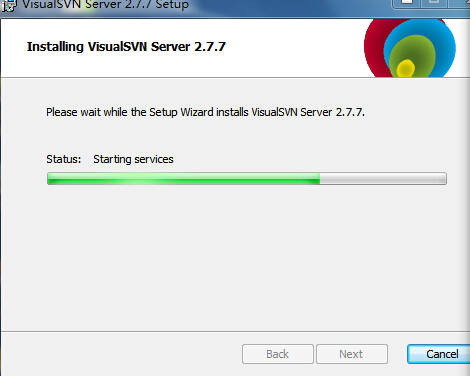 VisualSVN Server 2.7.7 Setup
Installing VisualSVN Server 2.7.7
Please wait while the Setup Wizard installs VisualSVN Server 2.7.7.
Status: Starting services
Back Next Cancel